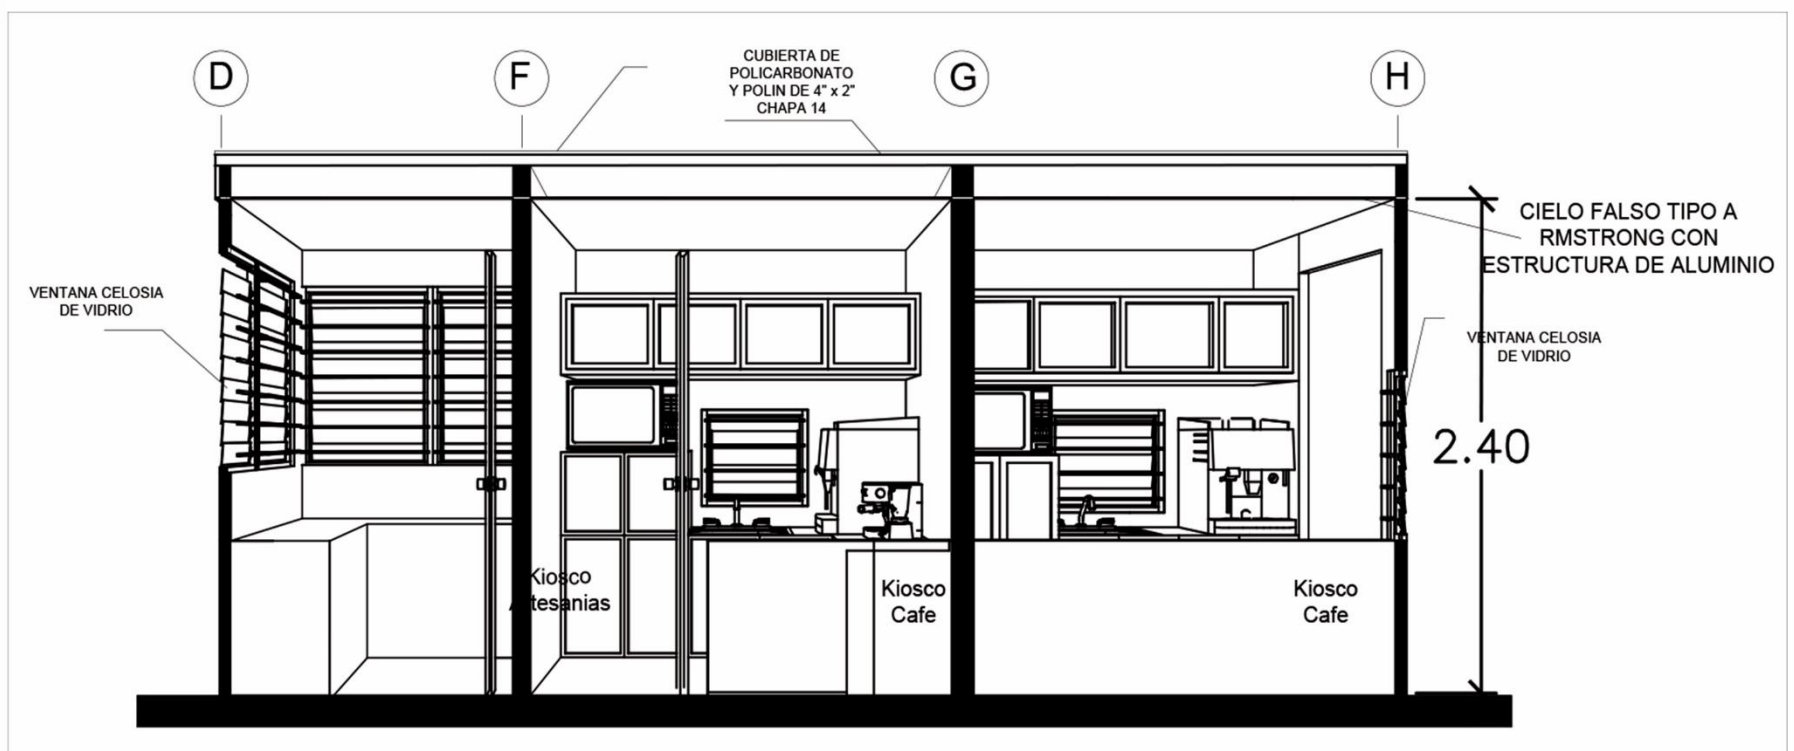 D
F
G
H
CUBIERTA DE
POLICARBONATO
Y POLIN DE 4" x 2"
CHAPA 14
CIELO FALSO TIPO A
RMSTRONG CON
ESTRUCTURA DE ALUMINIO
VENTANA CELOSIA
DE VIDRIO
VENTANA CELOSIA
DE VIDRIO
2.40
Kiosco
Artesanias
Kiosco
Cafe
Kiosco
Cafe